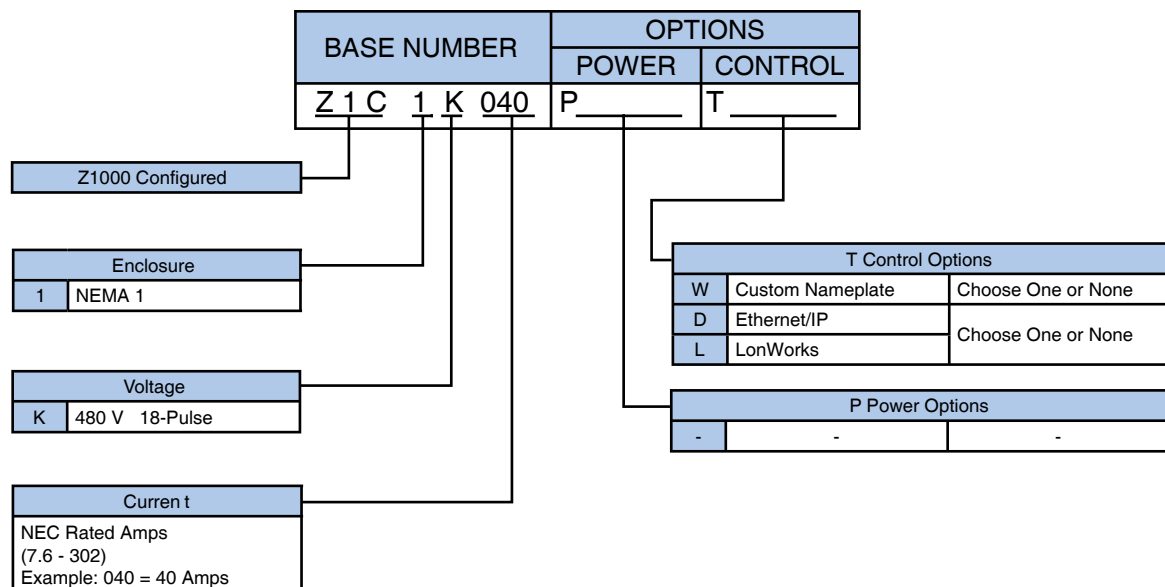 BASE NUMBER
OPTIONS
POWER
CONTROL
Z 1 C 1 K 040
P
T
Z1000 Configured
Enclosure
1 NEMA 1
Voltage
K 480 V 18-Pulse
Curren t
NEC Rated Amps
(7.6 - 302)
Example: 040 = 40 Amps
T Control Options
W Custom Nameplate Choose One or None
D Ethernet/IP
Choose One or None
L LonWorks
P Power Options
- - -